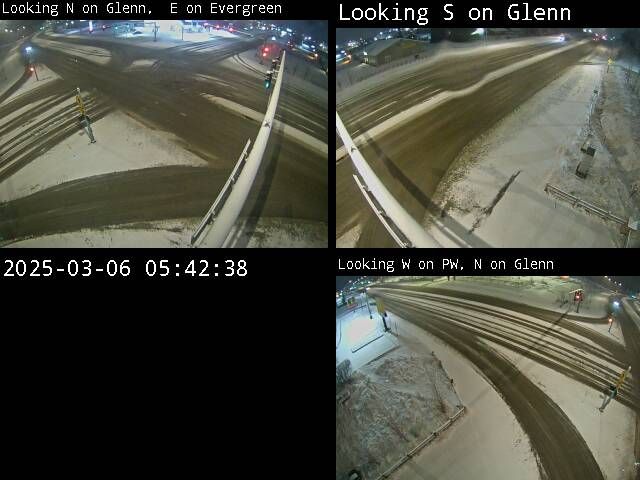 Looking N on Glenn,  E on Evergreen
Looking S on Glenn
2025-03-06 05:42:38
Looking W on PW, N on Glenn